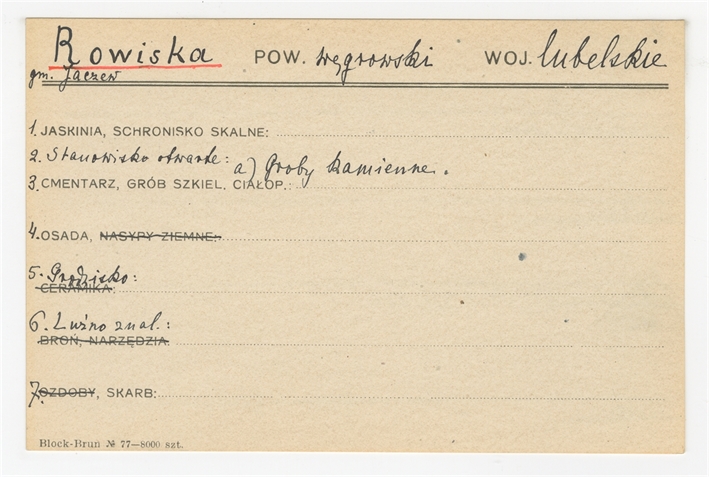 Rowiska POW. węgrowski WOJ. lubelskie
gm. Jaczew
1. JASKINIA, SCHRONISKO SKALNE:
2. Stanowisko otwarte:
a) Groby kamienne.
3. CMENTARZ, GRÓB SZKIEL. CIAŁOP.:
4. OSADA, NASYPY ZIEMNE:
5. Grodzisko:
CERAMIKA:
6. Luźno znal.:
BROŃ, NARZĘDZIA
7. OZDOBY, SKARB:
Block-Brun № 77—8000 szt.